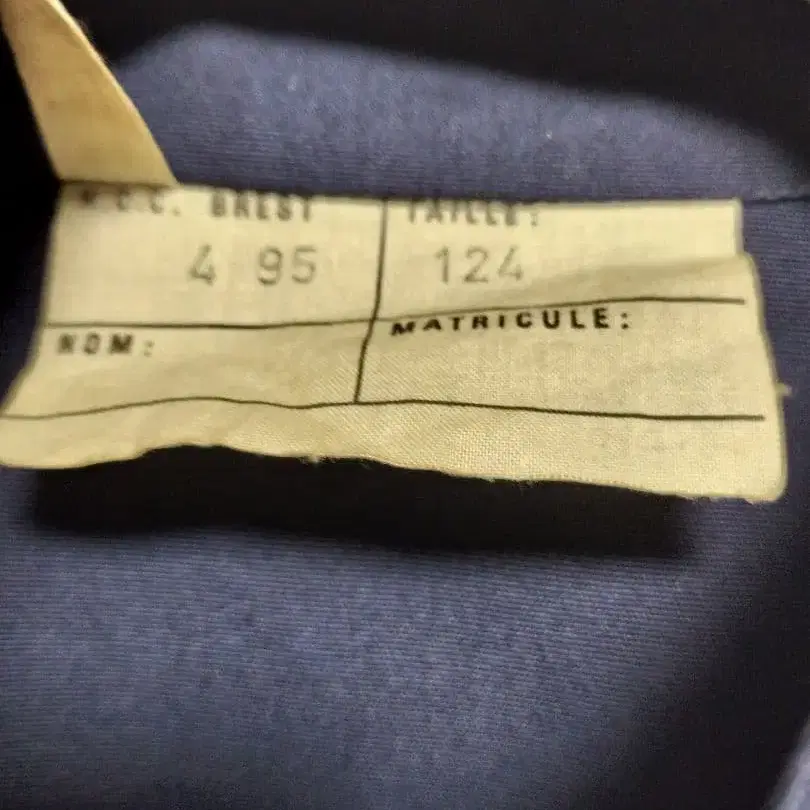 C.C. BREST TAILLE:
4 95 124
NOM: MATRICULE: